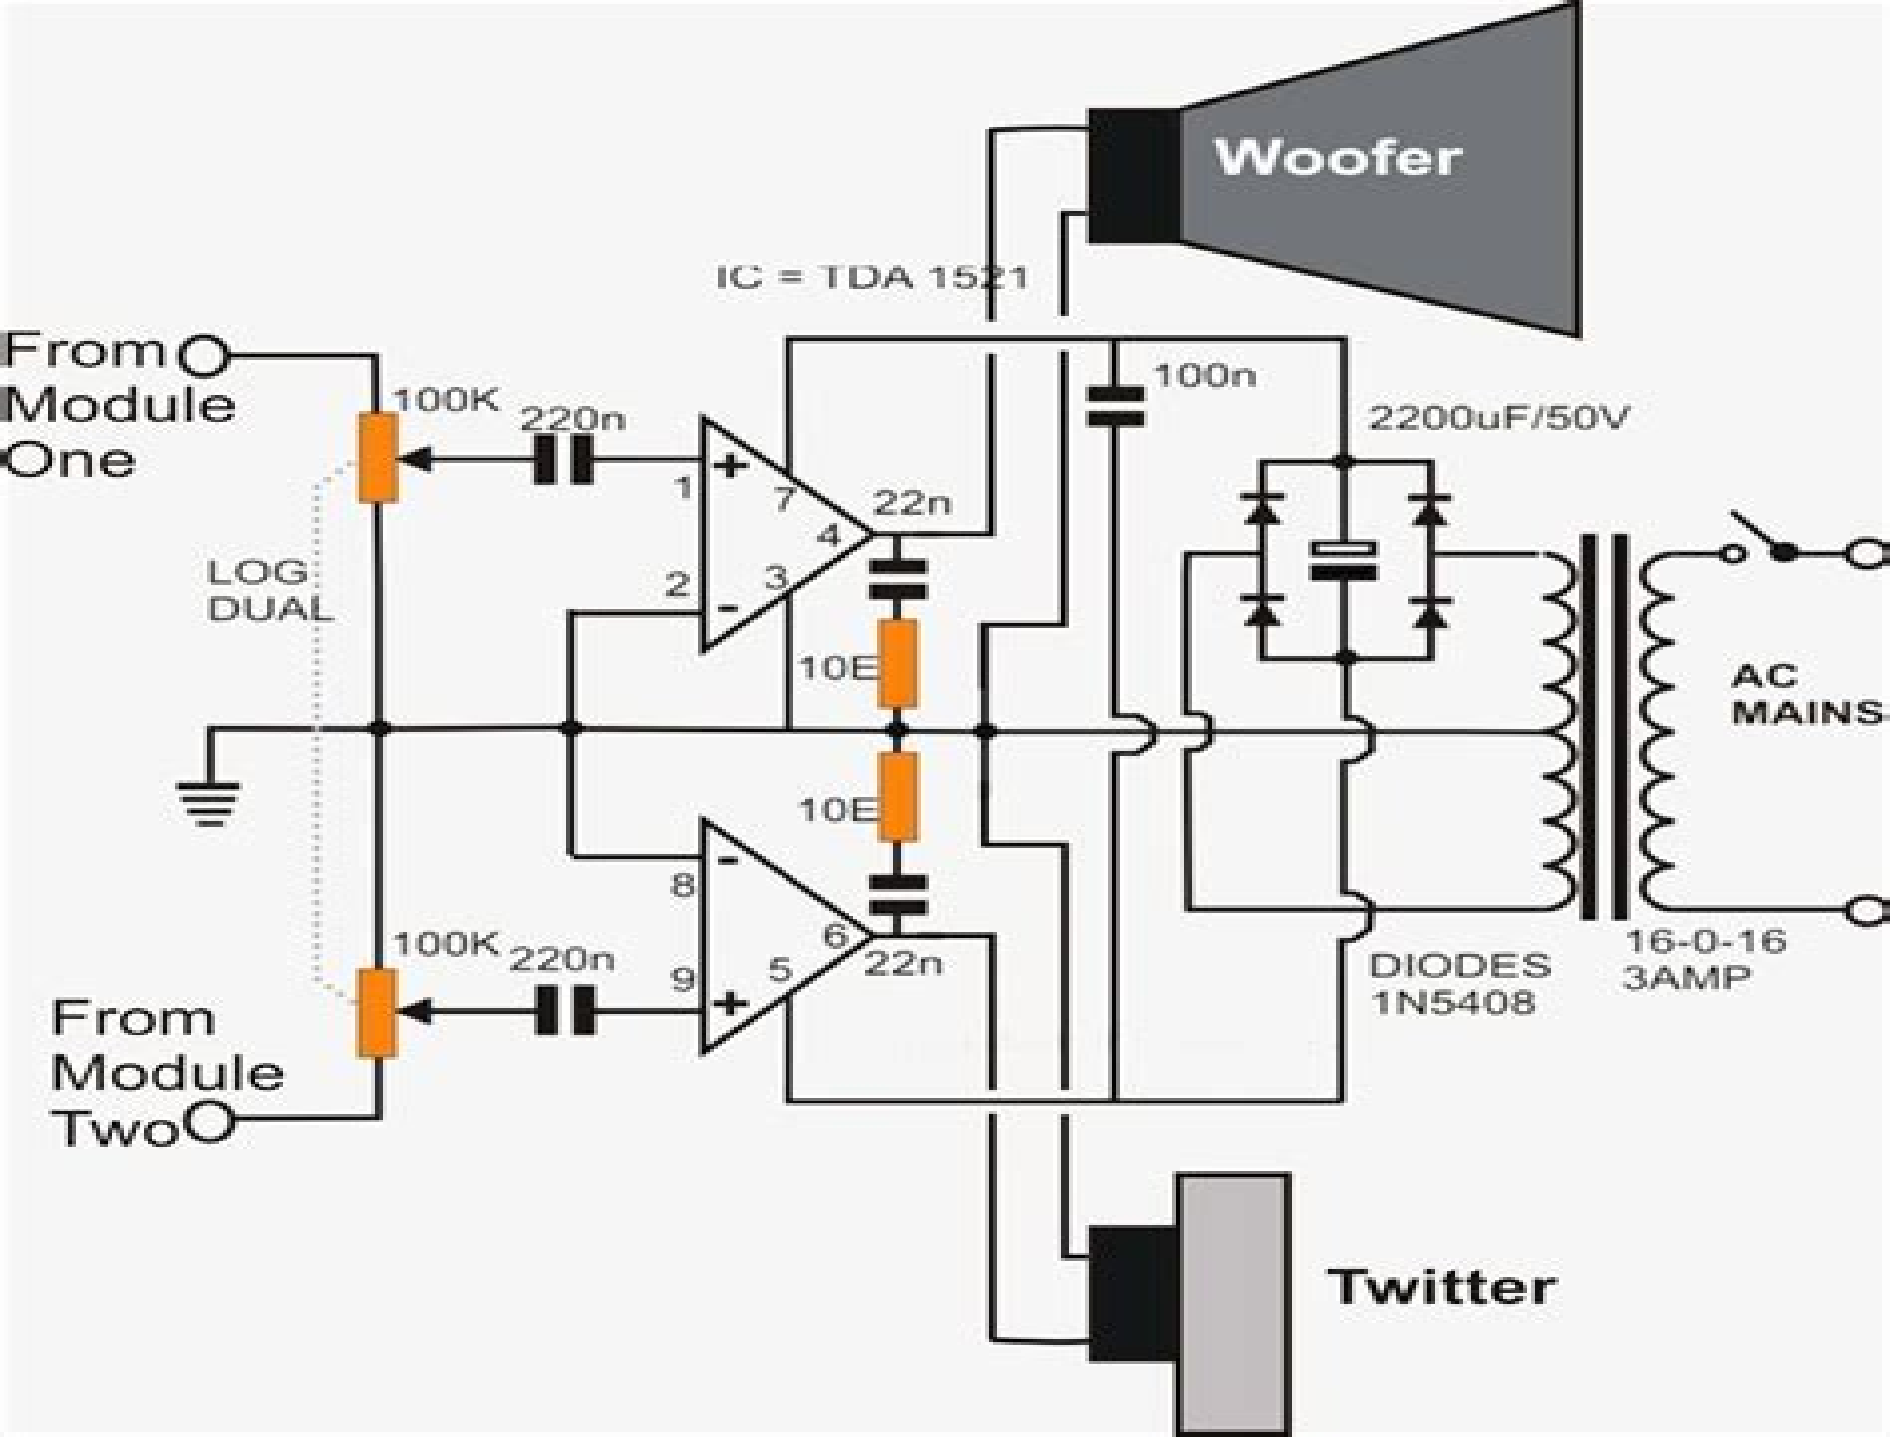 Woofer
IC = TDA 1521
From
Module
One
100K
220n
100n
2200uF/50V
+
1
7
22n
4
2
3
-
LOG
DUAL
10E
AC
MAINS
10E
-
8
6
22n
100K
220n
9
5
+
16-0-16
3AMP
DIODES
1N5408
From
Module
Two
Twitter